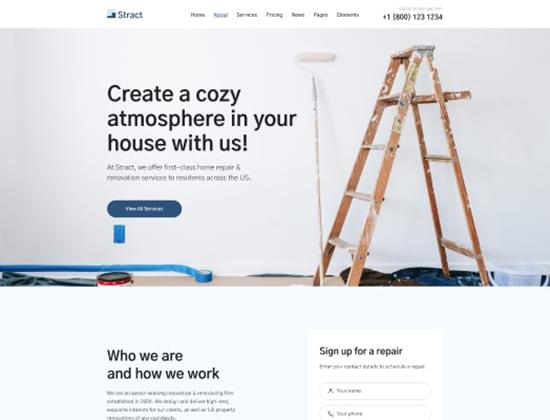 Stract
Home About Services Pricing News Pages Elements
+1 (800) 123 1234
Create a cozy
atmosphere in your
house with us!
At Stract, we offer first-class home repair &
renovation services to residents across the US.
View All Services
Who we are
and how we work
Sign up for a repair
Enter your contact details to schedule a repair.
Your name
Your phone
We are an award-winning renovation & remodeling firm
established in 2004. We design and deliver high-end,
exquisite interiors for our clients, as well as full property
renovations of any complexity.